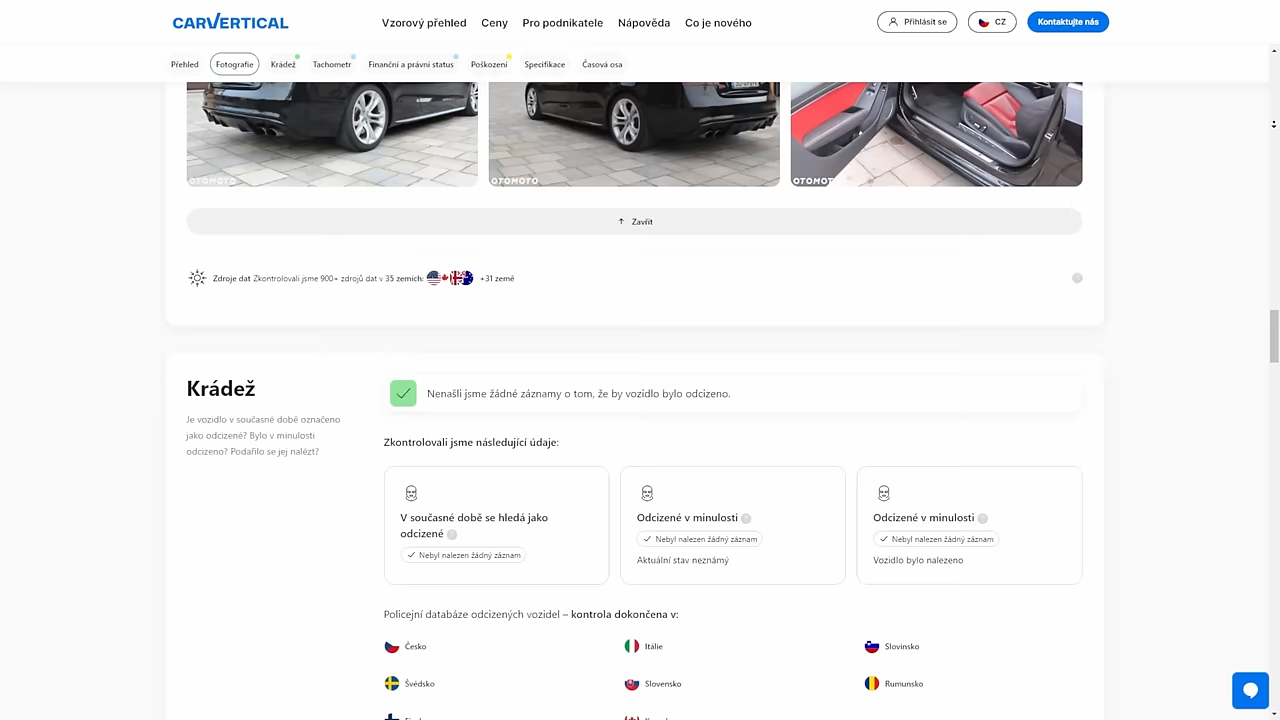 CARVERTICAL
Vzorový přehled Ceny Pro podnikatele Nápověda Co je nového
Přihlásit se
CZ
Kontaktujte nás
Přehled Fotografie Krádež Tachometr Finanční a právní status Poškození Specifikace Časová osa
OTOMOTO
OTOMOTO
OTOMOT
Zavřít
Zdroje dat Zkontrolovali jsme 900+ zdrojů dat v 35 zemích: +31 země
Krádež
Je vozidlo v současné době označeno
jako odcizené? Bylo v minulosti
odcizeno? Podařilo se jej nalézt?
Nenašli jsme žádné záznamy o tom, že by vozidlo bylo odcizeno.
Zkontrolovali jsme následující údaje:
V současné době se hledá jako
odcizené
Nebyl nalezen žádný záznam
Odcizené v minulosti
Nebyl nalezen žádný záznam
Aktuální stav neznámý
Odcizené v minulosti
Nebyl nalezen žádný záznam
Vozidlo bylo nalezeno
Policejní databáze odcizených vozidel – kontrola dokončena v:
Česko Itálie Slovinsko
Švédsko Slovensko Rumunsko